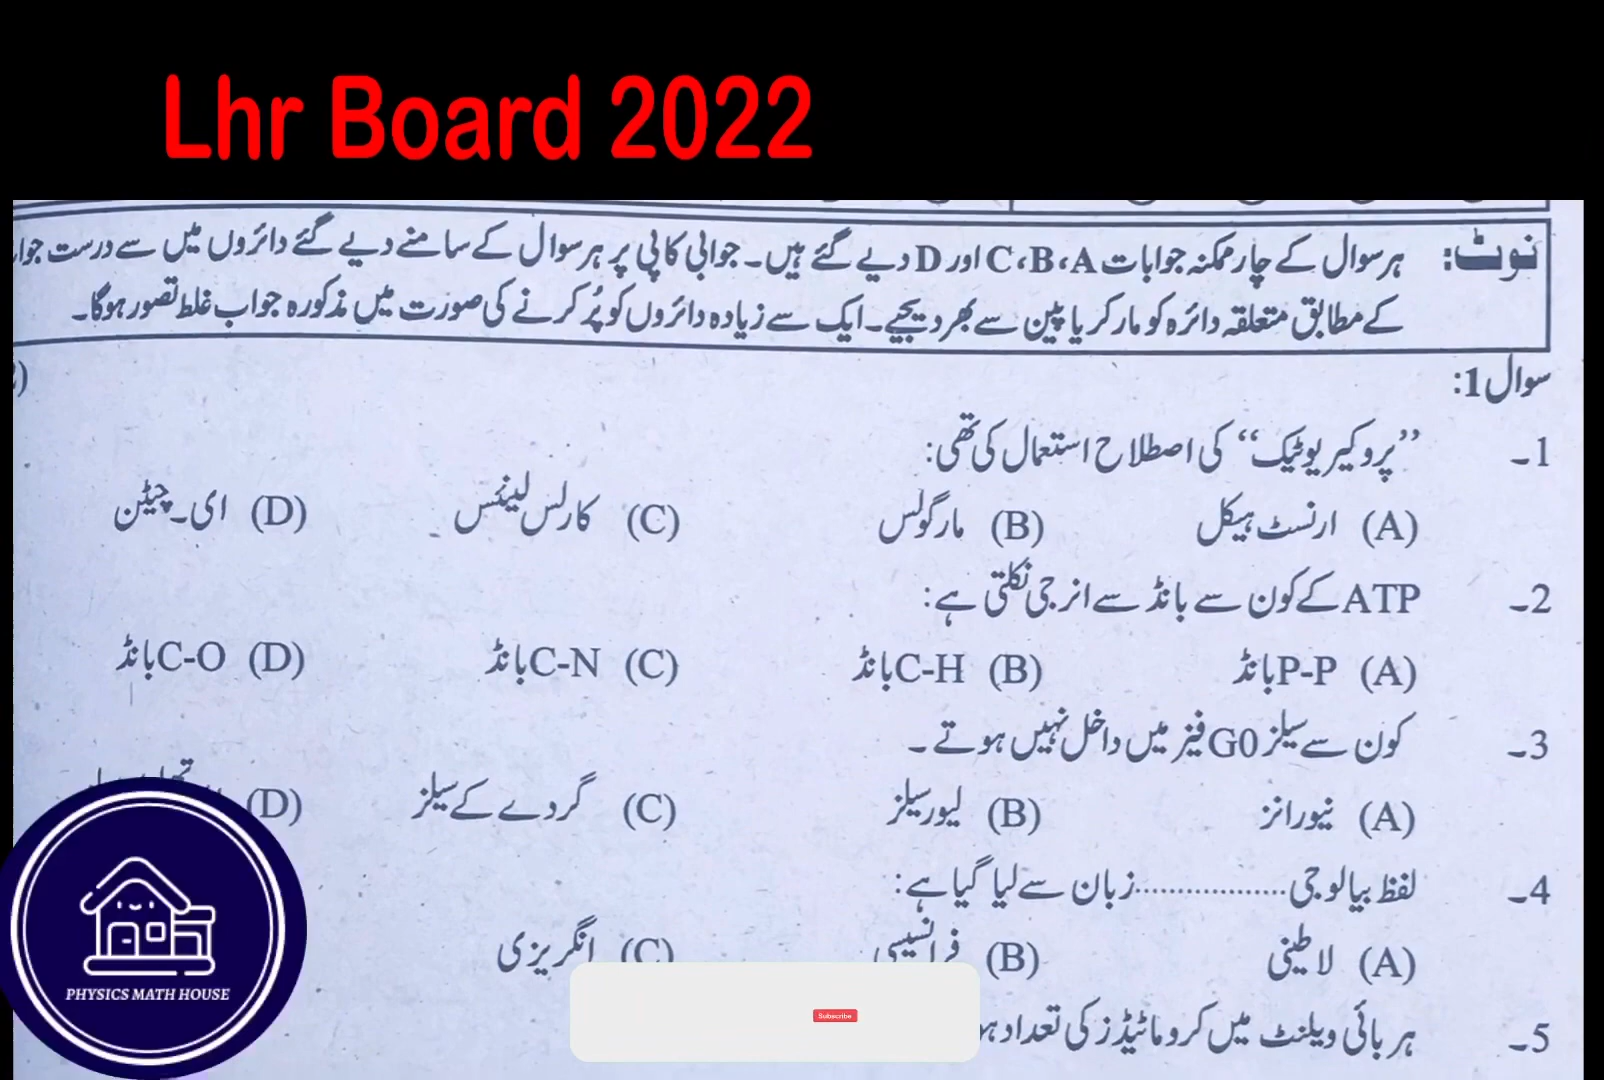 Lhr Board 2022
نوٹ: ہر سوال کے چار ممکنہ جوابات A،B،C اور D دیے گئے ہیں۔ جوابی کاپی پر ہر سوال کے سامنے دیے گئے دائروں میں سے درست
کے مطابق متعلقہ دائرہ کو مارکر یا پین سے بھر دیجیے۔ ایک سے زیادہ دائروں کو پُر کرنے کی صورت میں مذکورہ جواب غلط تصور ہوگا۔
سوال1:
1۔ ’’پروکیریوٹیک‘‘ کی اصطلاح استعمال کی تھی:
(A) ارنسٹ ہیکل (B) مارگولس (C) کارلس لینئس (D) ای۔چیٹن
2۔ ATP کے کون سے بانڈ سے انرجی نکلتی ہے:
(A) P-P بانڈ (B) C-H بانڈ (C) C-N بانڈ (D) C-O بانڈ
3۔ کون سے سیلز G0 فیز میں داخل نہیں ہوتے۔
(A) نیورانز (B) لیور سیلز (C) گردے کے سیلز (D)
4۔ لفظ بیالوجی ................. زبان سے لیا گیا ہے:
(A) لاطینی (B) فرانسیسی (C) انگریزی
5۔ ہر بائی ویلنٹ میں کروماٹیڈز کی تعداد
PHYSICS MATH HOUSE
Subscribe